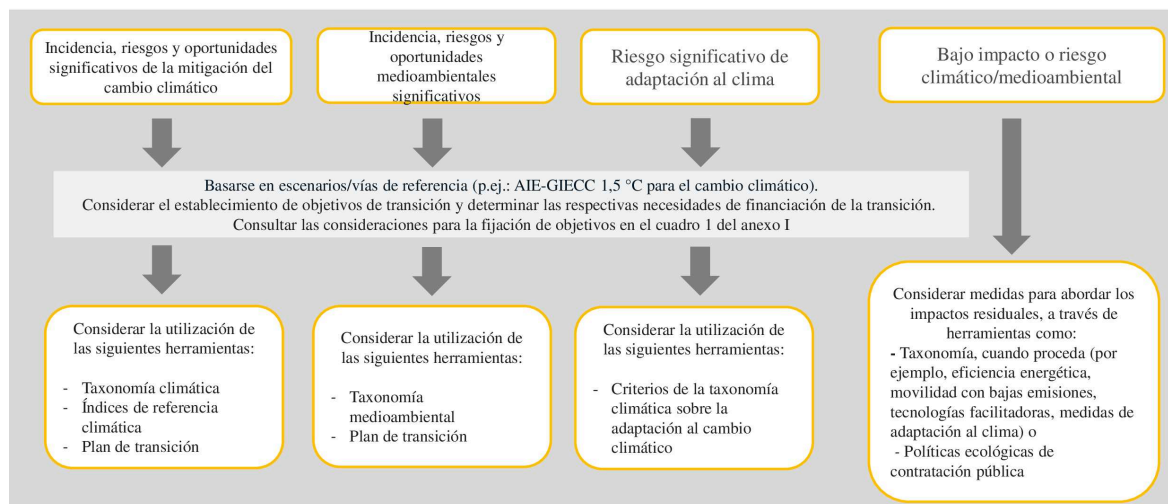 Incidencia, riesgos y oportunidades
significativos de la mitigación del
cambio climático
Incidencia, riesgos y
oportunidades
medioambientales
significativos
Riesgo significativo de
adaptación al clima
Bajo impacto o riesgo
climático/medioambiental
Basarse en escenarios/vías de referencia (p.ej.: AIE-GIECC 1,5 °C para el cambio climático).
Considerar el establecimiento de objetivos de transición y determinar las respectivas necesidades de financiación de la transición.
Consultar las consideraciones para la fijación de objetivos en el cuadro 1 del anexo I
Considerar la utilización de
las siguientes herramientas:
- Taxonomía climática
- Índices de referencia
climática
- Plan de transición
Considerar la utilización de
las siguientes herramientas:
- Taxonomía
medioambiental
- Plan de transición
Considerar la utilización de
las siguientes herramientas:
- Criterios de la taxonomía
climática sobre la
adaptación al cambio
climático
Considerar medidas para abordar los
impactos residuales, a través de
herramientas como:
- Taxonomía, cuando proceda (por
ejemplo, eficiencia energética,
movilidad con bajas emisiones,
tecnologías facilitadoras, medidas de
adaptación al clima) o
- Políticas ecológicas de
contratación pública